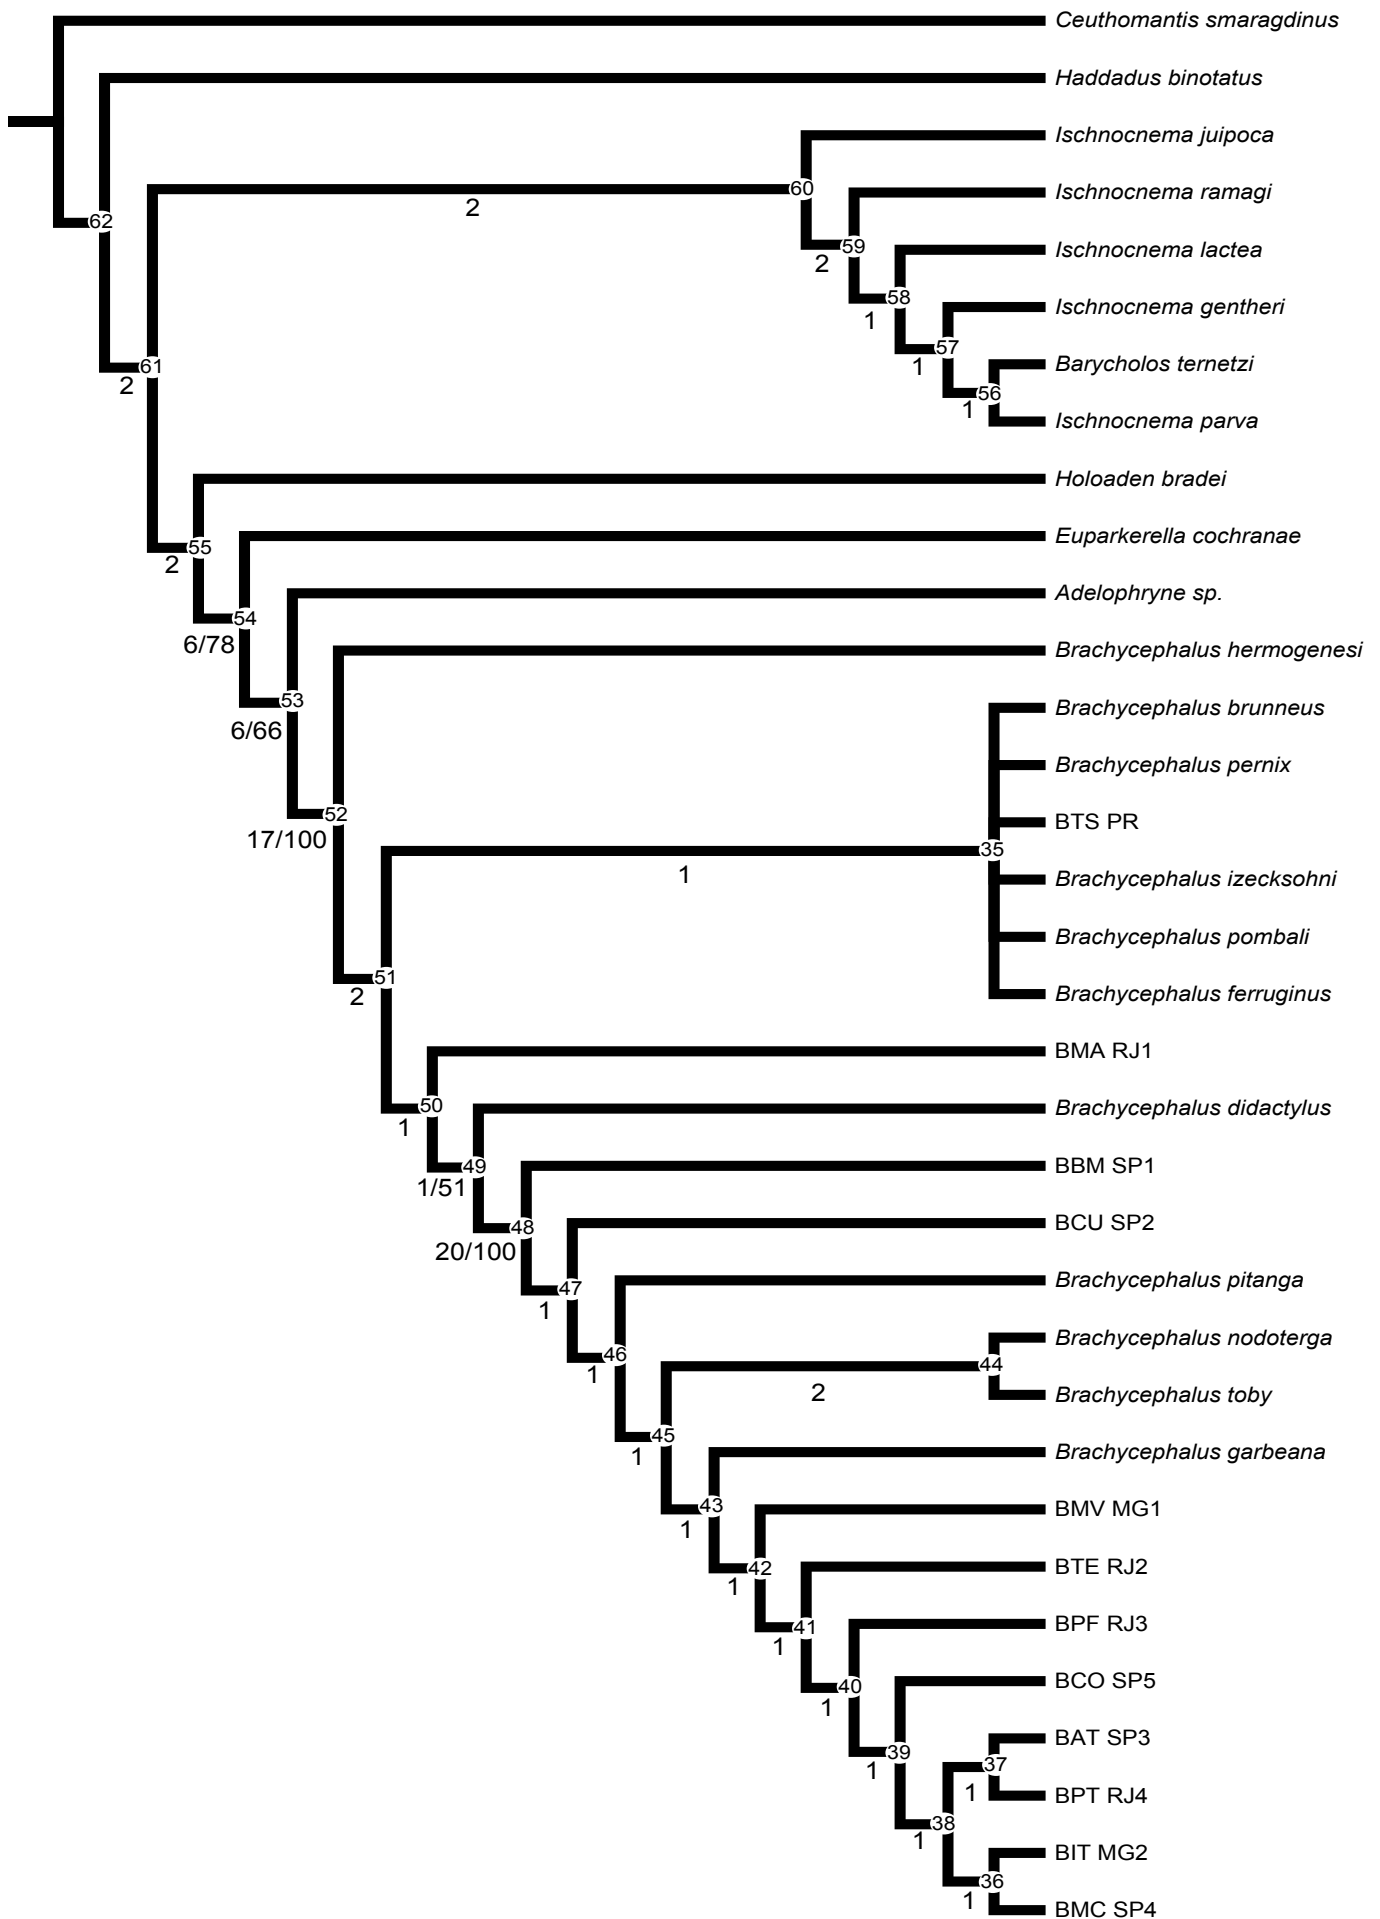 Ceuthomantis smaragdinus
Haddadus binotatus
Ischnocnema juipoca
60
Ischnocnema ramagi
2
62
59
Ischnocnema lactea
2
58
Ischnocnema gentheri
1
57
Barycholos ternetzi
61
1
2
56
1
Ischnocnema parva
Holoaden bradei
Euparkerella cochranae
55
2
Adelophryne sp.
54
6/78
Brachycephalus hermogenesi
53
Brachycephalus brunneus
6/66
Brachycephalus pernix
52
BTS PR
17/100
35
1
Brachycephalus izecksohni
Brachycephalus pombali
51
Brachycephalus ferruginus
2
BMA RJ1
50
Brachycephalus didactylus
1
49
BBM SP1
1/51
48
BCU SP2
20/100
Brachycephalus pitanga
47
1
Brachycephalus nodoterga
46
44
1
2
Brachycephalus toby
45
Brachycephalus garbeana
1
43
BMV MG1
1
42
BTE RJ2
1
41
BPF RJ3
1
40
BCO SP5
1
BAT SP3
39
37
1
1
BPT RJ4
38
1
BIT MG2
36
1
BMC SP4